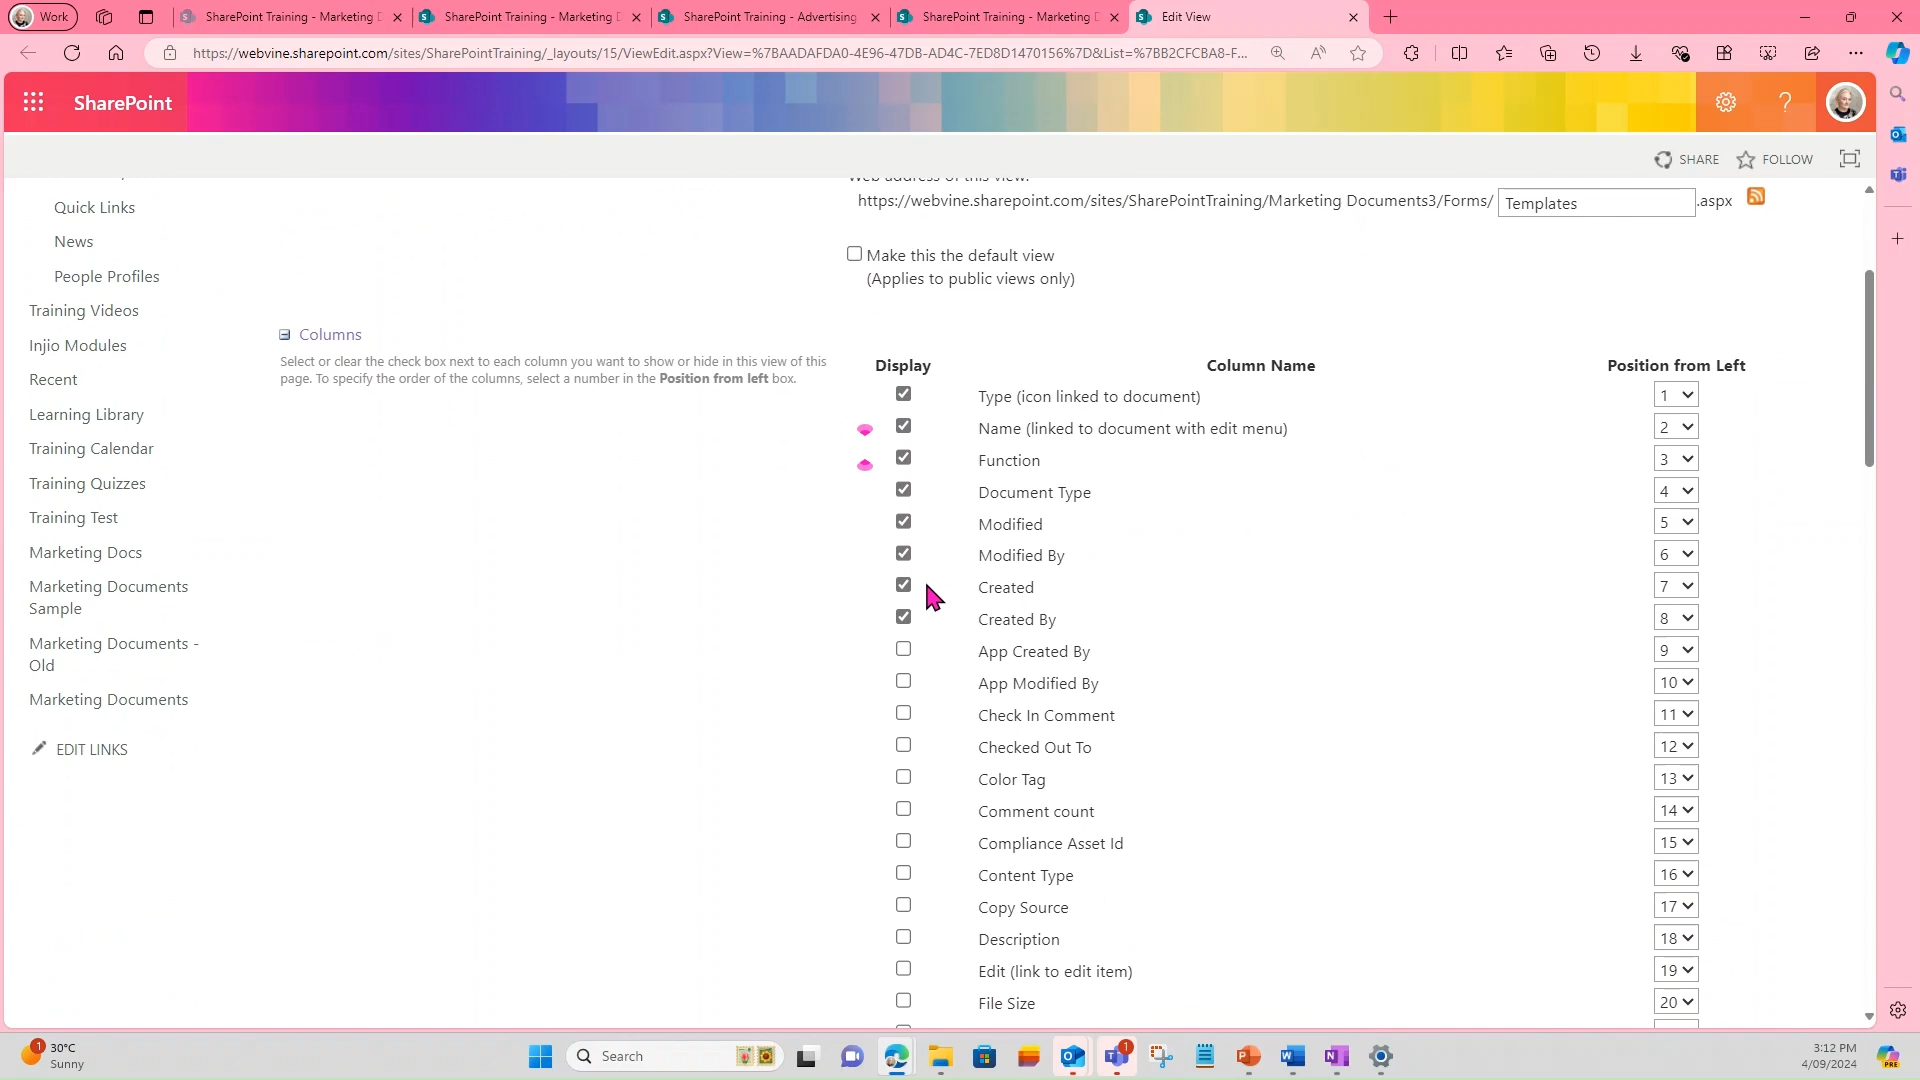 Work
SharePoint Training - Marketing D
SharePoint Training - Marketing D
SharePoint Training - Advertising
SharePoint Training - Marketing D
Edit View
https://webvine.sharepoint.com/sites/SharePointTraining/_layouts/15/ViewEdit.aspx?View=%7BAADAFDA0-4E96-47DB-AD4C-7ED8D1470156%7D&List=%7BB2CFCBA8-F...
SharePoint
SHARE
FOLLOW
Web address of this view:
https://webvine.sharepoint.com/sites/SharePointTraining/Marketing Documents3/Forms/ Templates .aspx
Make this the default view
(Applies to public views only)
Quick Links
News
People Profiles
Training Videos
Injio Modules
Recent
Learning Library
Training Calendar
Training Quizzes
Training Test
Marketing Docs
Marketing Documents
Sample
Marketing Documents -
Old
Marketing Documents
EDIT LINKS
Columns
Select or clear the check box next to each column you want to show or hide in this view of this
page. To specify the order of the columns, select a number in the Position from left box.
Display Column Name Position from Left
Type (icon linked to document) 1
Name (linked to document with edit menu) 2
Function 3
Document Type 4
Modified 5
Modified By 6
Created 7
Created By 8
App Created By 9
App Modified By 10
Check In Comment 11
Checked Out To 12
Color Tag 13
Comment count 14
Compliance Asset Id 15
Content Type 16
Copy Source 17
Description 18
Edit (link to edit item) 19
File Size 20
1
30°C
Sunny
Search
1
3:12 PM
4/09/2024
PRE